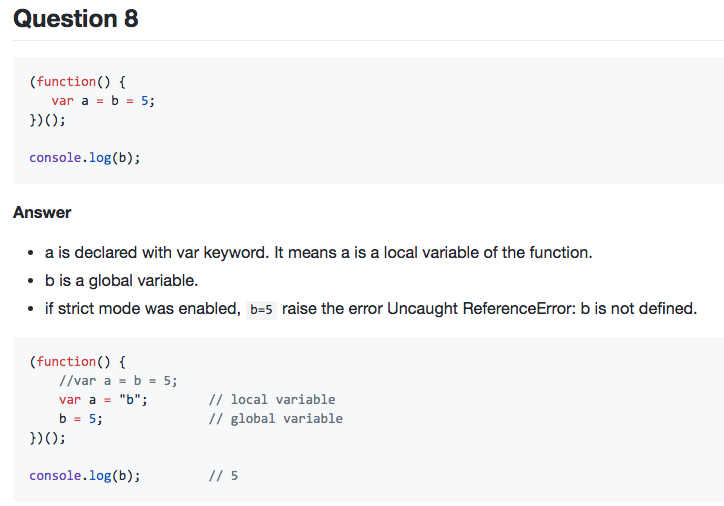 Question 8
(function() {
   var a = b = 5;
})();
console.log(b);
Answer
• a is declared with var keyword. It means a is a local variable of the function.
• b is a global variable.
• if strict mode was enabled, b=5 raise the error Uncaught ReferenceError: b is not defined.
(function() {
    //var a = b = 5;
    var a = "b";        // local variable
    b = 5;              // global variable
})();
console.log(b);         // 5